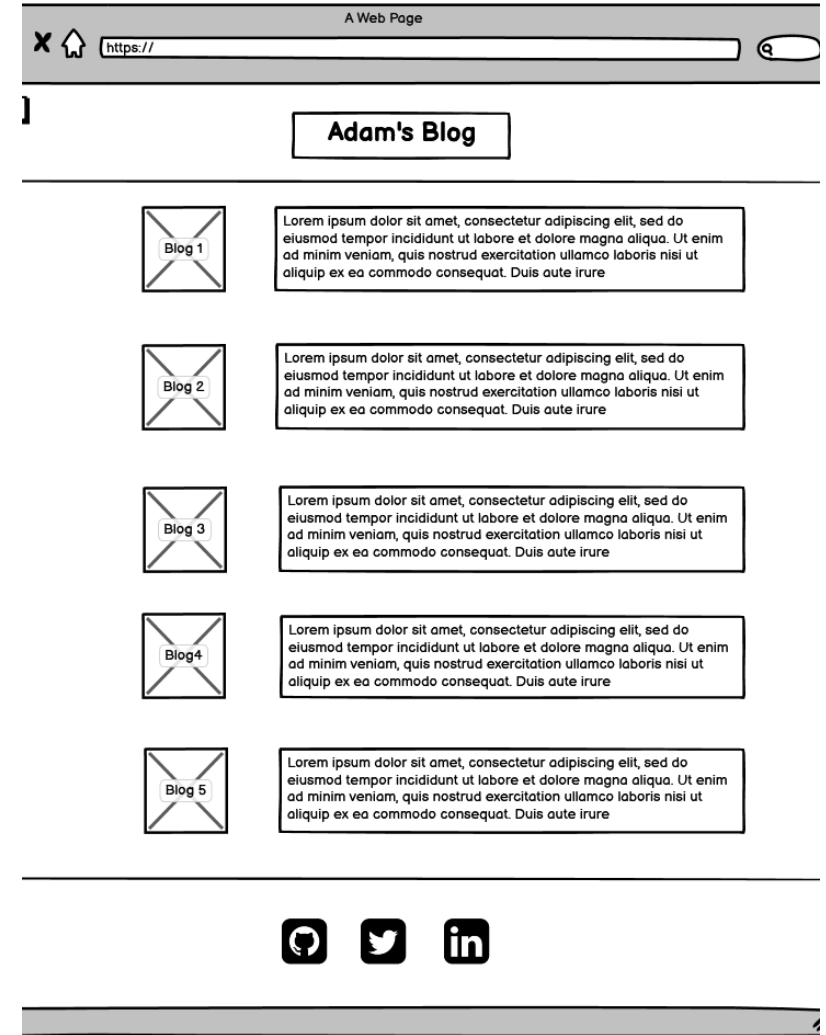 A Web Page
https://
Adam's Blog
Blog 1
Lorem ipsum dolor sit amet, consectetur adipiscing elit, sed do
eiusmod tempor incididunt ut labore et dolore magna aliqua. Ut enim
ad minim veniam, quis nostrud exercitation ullamco laboris nisi ut
aliquip ex ea commodo consequat. Duis aute irure
Blog 2
Lorem ipsum dolor sit amet, consectetur adipiscing elit, sed do
eiusmod tempor incididunt ut labore et dolore magna aliqua. Ut enim
ad minim veniam, quis nostrud exercitation ullamco laboris nisi ut
aliquip ex ea commodo consequat. Duis aute irure
Blog 3
Lorem ipsum dolor sit amet, consectetur adipiscing elit, sed do
eiusmod tempor incididunt ut labore et dolore magna aliqua. Ut enim
ad minim veniam, quis nostrud exercitation ullamco laboris nisi ut
aliquip ex ea commodo consequat. Duis aute irure
Blog4
Lorem ipsum dolor sit amet, consectetur adipiscing elit, sed do
eiusmod tempor incididunt ut labore et dolore magna aliqua. Ut enim
ad minim veniam, quis nostrud exercitation ullamco laboris nisi ut
aliquip ex ea commodo consequat. Duis aute irure
Blog 5
Lorem ipsum dolor sit amet, consectetur adipiscing elit, sed do
eiusmod tempor incididunt ut labore et dolore magna aliqua. Ut enim
ad minim veniam, quis nostrud exercitation ullamco laboris nisi ut
aliquip ex ea commodo consequat. Duis aute irure
in